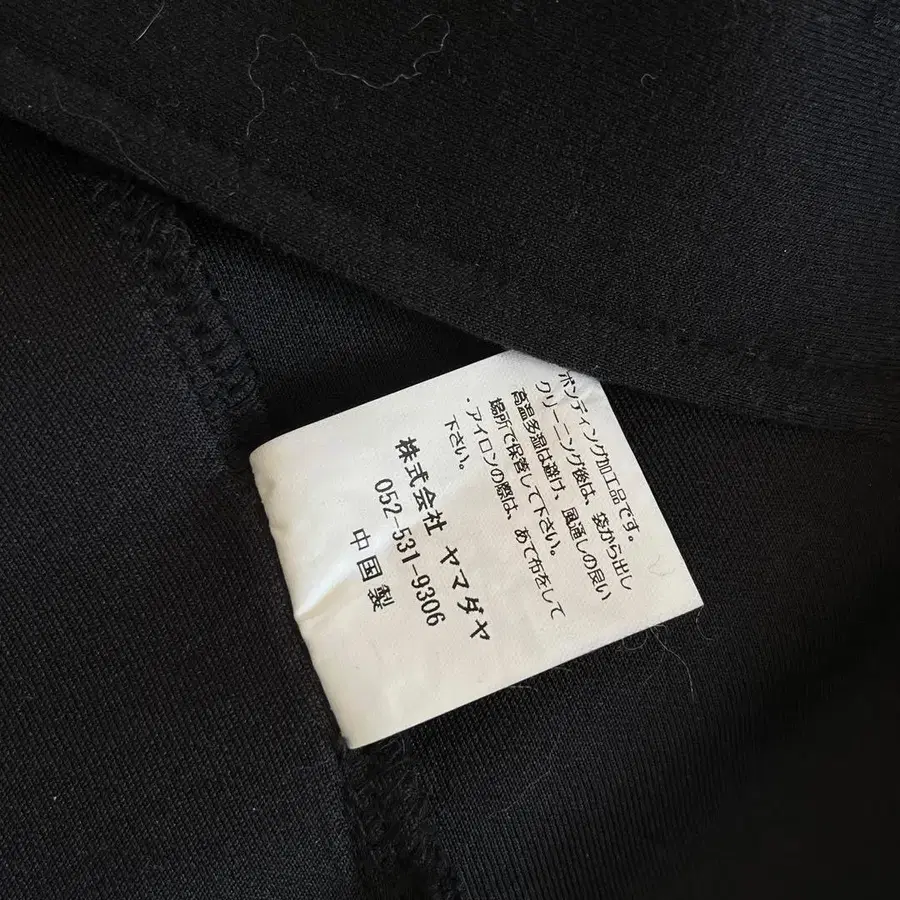 ボンディング加工品です。
クリーニング後は、袋から出し
高温多湿は避け、風通しの良い
場所で保管して下さい。
・アイロンの際は、あて布をして
下さい。
株式会社 ヤマダヤ
052-531-9306
中国製